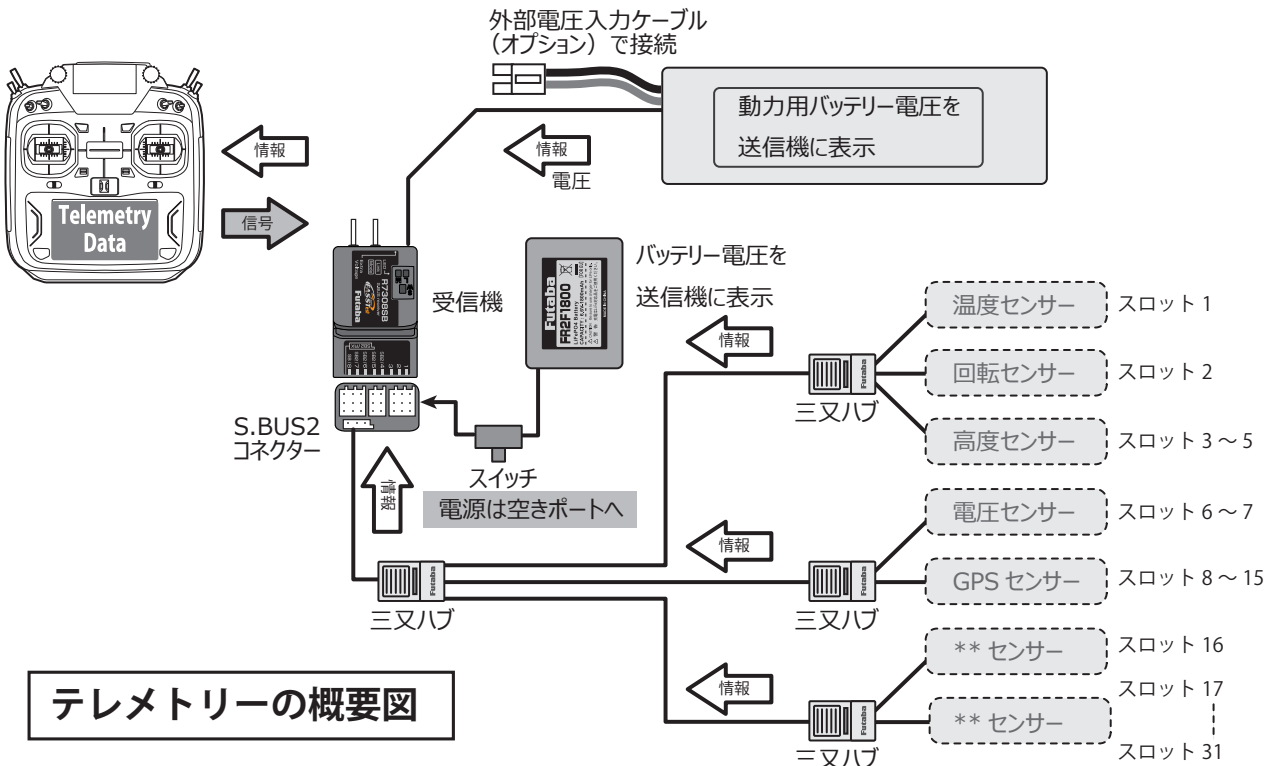 外部電圧入力ケーブル
（オプション）で接続
動力用バッテリー電圧を
送信機に表示
情報
情報
電圧
信号
Telemetry
Data
R7308SB
Futaba
受信機
Futaba
FR2F1800
バッテリー電圧を
送信機に表示
情報
S.BUS2
コネクター
スイッチ
電源は空きポートへ
情報
三又ハブ
Futaba
温度センサー
スロット 1
回転センサー
スロット 2
三又ハブ
Futaba
高度センサー
スロット 3 ～ 5
電圧センサー
スロット 6 ～ 7
情報
GPS センサー
スロット 8 ～ 15
三又ハブ
Futaba
** センサー
スロット 16
情報
スロット 17
** センサー
スロット 31
三又ハブ
Futaba
テレメトリーの概要図